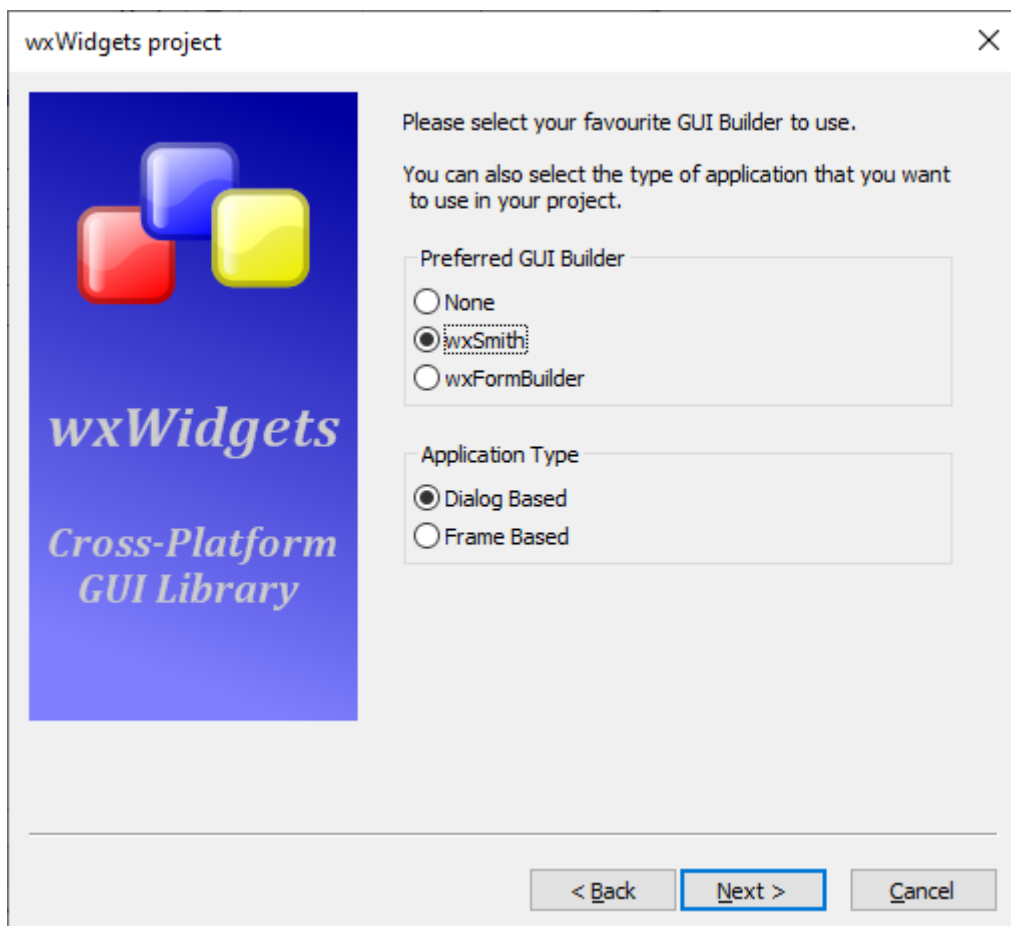 wxWidgets project
wxWidgets
Cross-Platform
GUI Library
Please select your favourite GUI Builder to use.
You can also select the type of application that you want
to use in your project.
Preferred GUI Builder
None
wxSmith
wxFormBuilder
Application Type
Dialog Based
Frame Based
< Back
Next >
Cancel